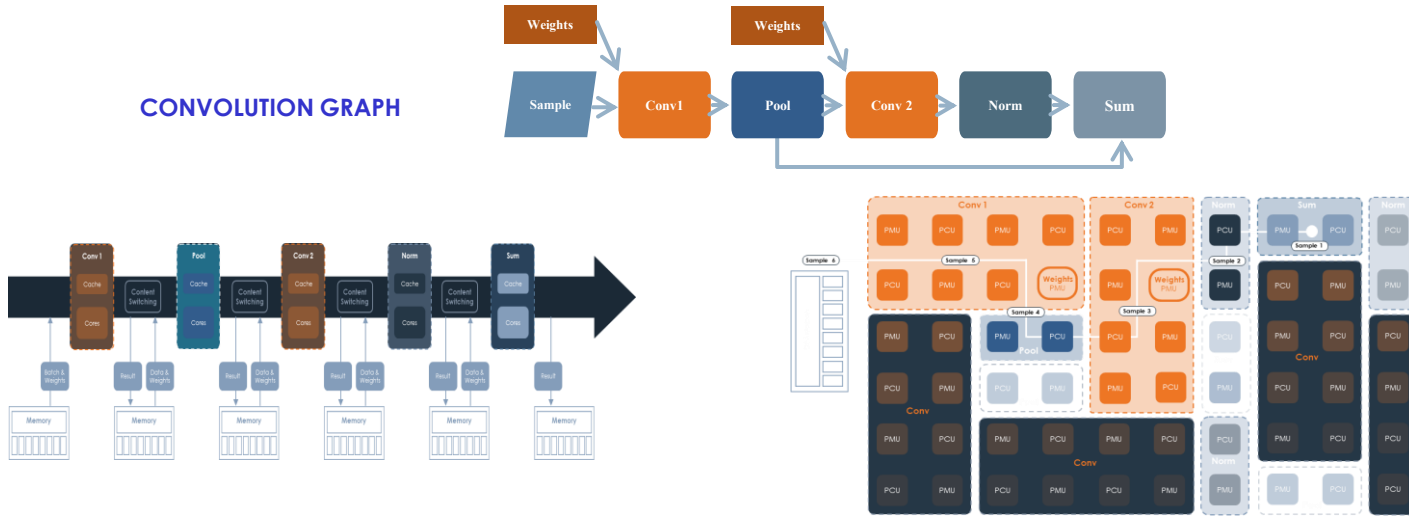 Weights
Weights
CONVOLUTION GRAPH
Sample
Conv1
Pool
Conv 2
Norm
Sum
Conv 1
Cache
Cores
Content
Switching
Pool
Cache
Cores
Content
Switching
Conv 2
Cache
Cores
Content
Switching
Norm
Cache
Cores
Content
Switching
Sum
Cache
Cores
Batch &
Weights
Result
Data &
Weights
Result
Data &
Weights
Result
Data &
Weights
Result
Data &
Weights
Result
Memory
Memory
Memory
Memory
Memory
Memory
Sample 6
Conv 1
Conv 2
Norm
Sum
Norm
PMU PCU PMU PCU PMU PCU PCU PMU PCU PCU
Sample 1
Sample 5
Sample 2
PCU PMU PCU Weights PMU Weights PMU PCU PMU
PMU PMU
Sample 4
Sample 3
PMU PCU PMU PCU PCU PMU PCU PMU PCU PCU
Pool
Conv
PCU PMU PCU PMU PMU PCU PMU PCU PMU PMU
Conv
PMU PCU PMU PCU PMU PCU PCU PMU PCU PCU
Conv
Norm
PCU PMU PCU PMU PCU PMU PMU PMU PCU PMU